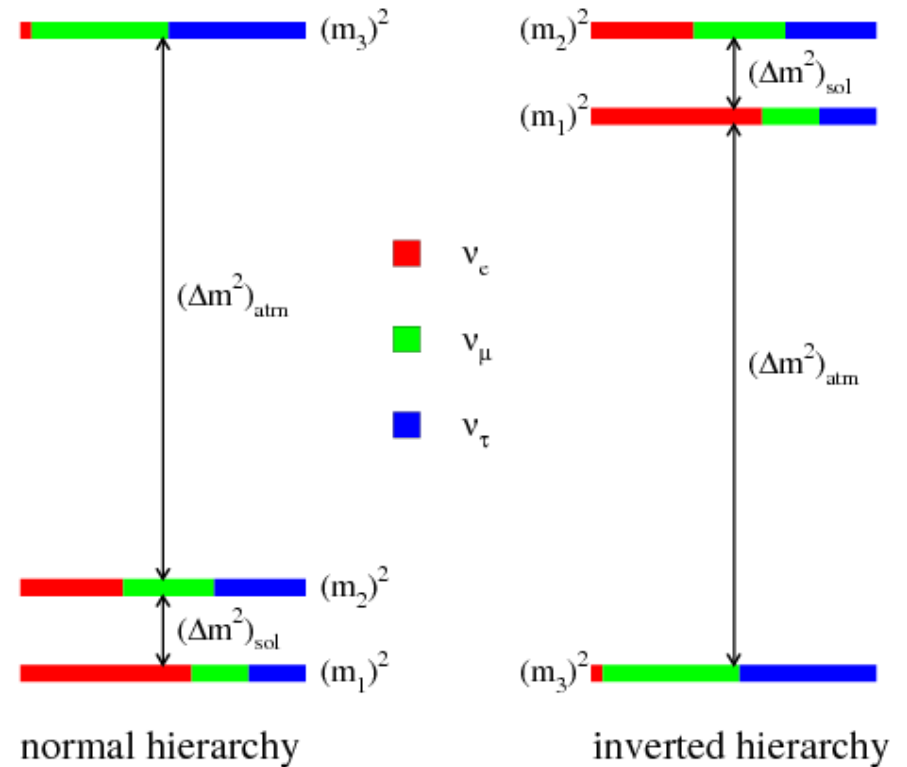 (m₃)²
(Δm²)atm
(m₂)²
(Δm²)sol
(m₁)²
normal hierarchy
νe
νμ
ντ
(m₂)²
(Δm²)sol
(m₁)²
(Δm²)atm
(m₃)²
inverted hierarchy